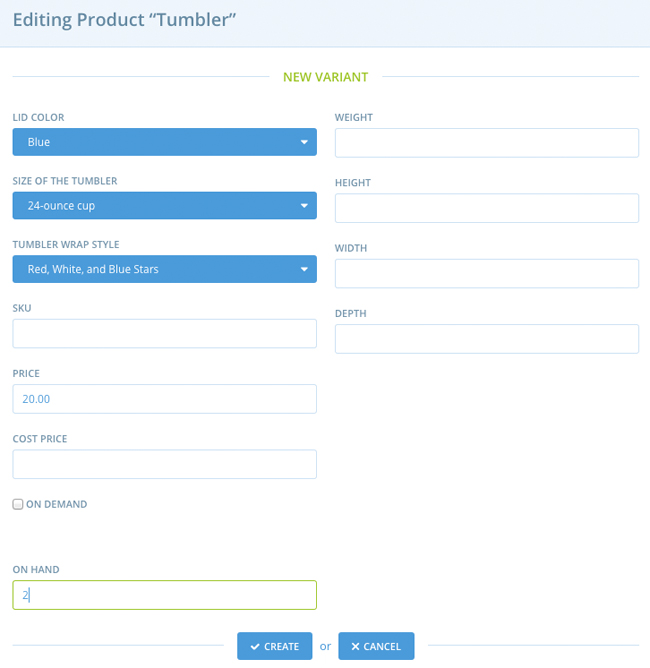 Editing Product “Tumbler”
NEW VARIANT
LID COLOR
Blue
SIZE OF THE TUMBLER
24-ounce cup
TUMBLER WRAP STYLE
Red, White, and Blue Stars
SKU
PRICE
20.00
COST PRICE
ON DEMAND
ON HAND
2
WEIGHT
HEIGHT
WIDTH
DEPTH
CREATE or CANCEL